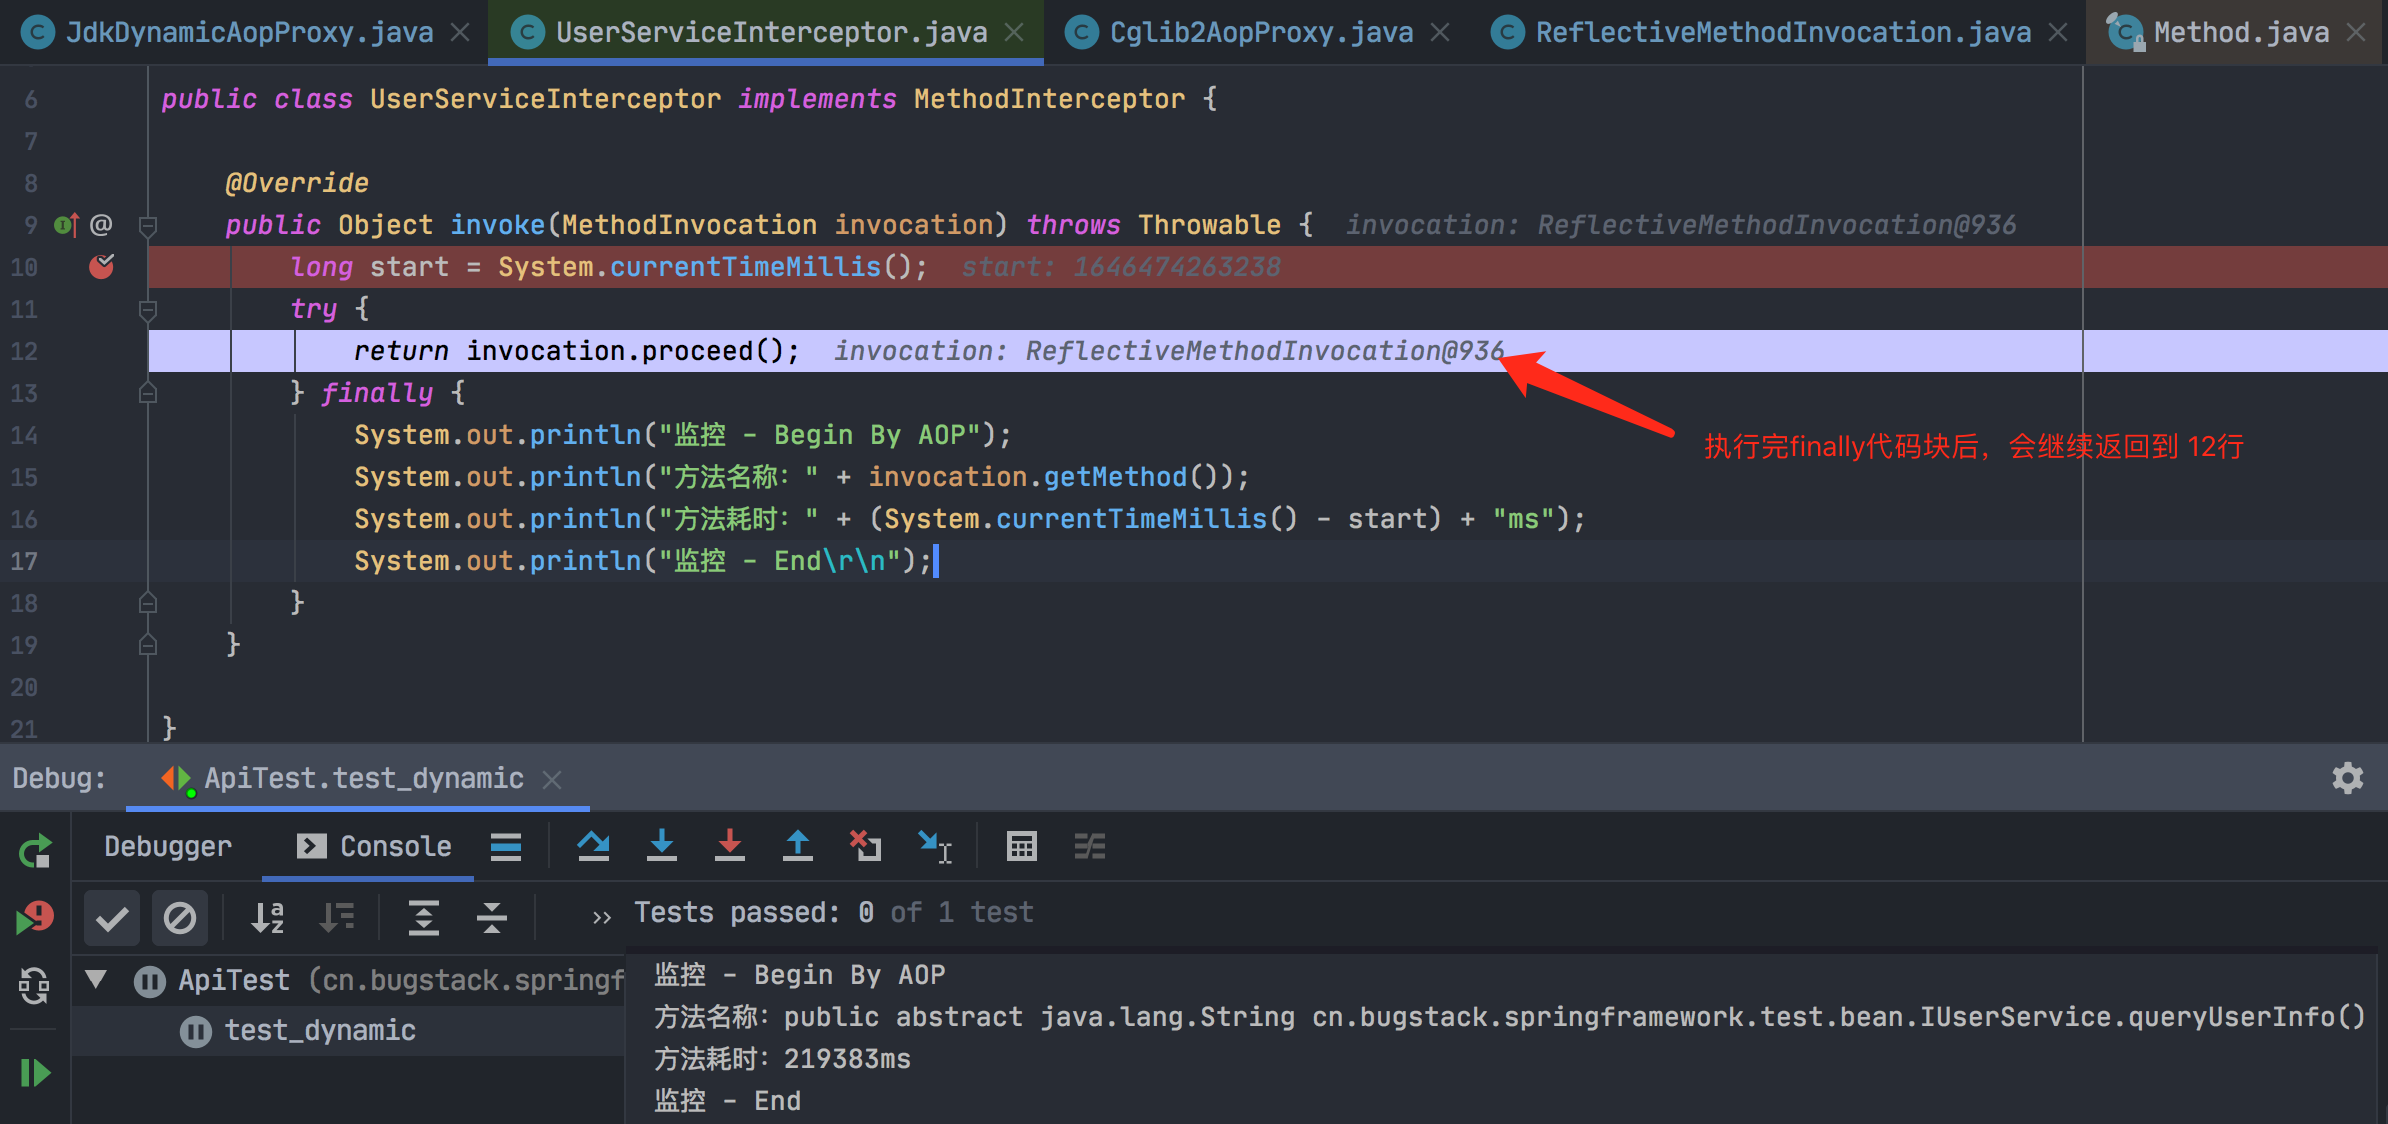 JdkDynamicAopProxy.java UserServiceInterceptor.java Cglib2AopProxy.java ReflectiveMethodInvocation.java Method.java
6 public class UserServiceInterceptor implements MethodInterceptor {
7
8 @Override
9 public Object invoke(MethodInvocation invocation) throws Throwable { invocation: ReflectiveMethodInvocation@936
10 long start = System.currentTimeMillis(); start: 1646474263238
11 try {
12 return invocation.proceed(); invocation: ReflectiveMethodInvocation@936
13 } finally {
14 System.out.println("监控 - Begin By AOP");
执行完finally代码块后，会继续返回到 12行
15 System.out.println("方法名称：" + invocation.getMethod());
16 System.out.println("方法耗时：" + (System.currentTimeMillis() - start) + "ms");
17 System.out.println("监控 - End\r\n");
18 }
19 }
20
21 }
Debug: ApiTest.test_dynamic
Debugger Console
Tests passed: 0 of 1 test
ApiTest (cn.bugstack.springf
test_dynamic
监控 - Begin By AOP
方法名称：public abstract java.lang.String cn.bugstack.springframework.test.bean.IUserService.queryUserInfo()
方法耗时：219383ms
监控 - End